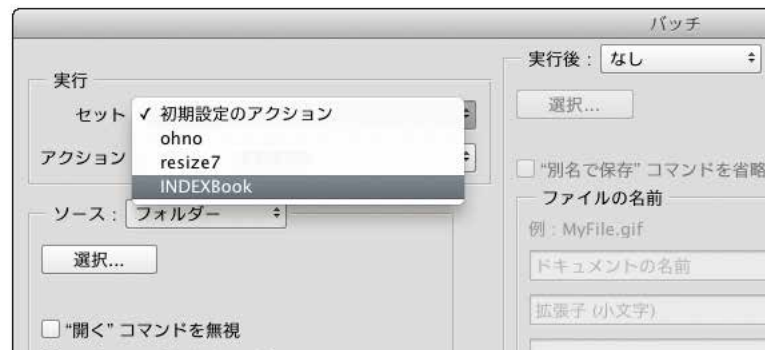 バッチ
実行
セット
✓ 初期設定のアクション
ohno
resize7
INDEXBook
アクション
ソース : フォルダー
選択...
"開く" コマンドを無視
実行後 : なし
選択...
"別名で保存" コマンドを省略
ファイルの名前
例 : MyFile.gif
ドキュメントの名前
拡張子 (小文字)